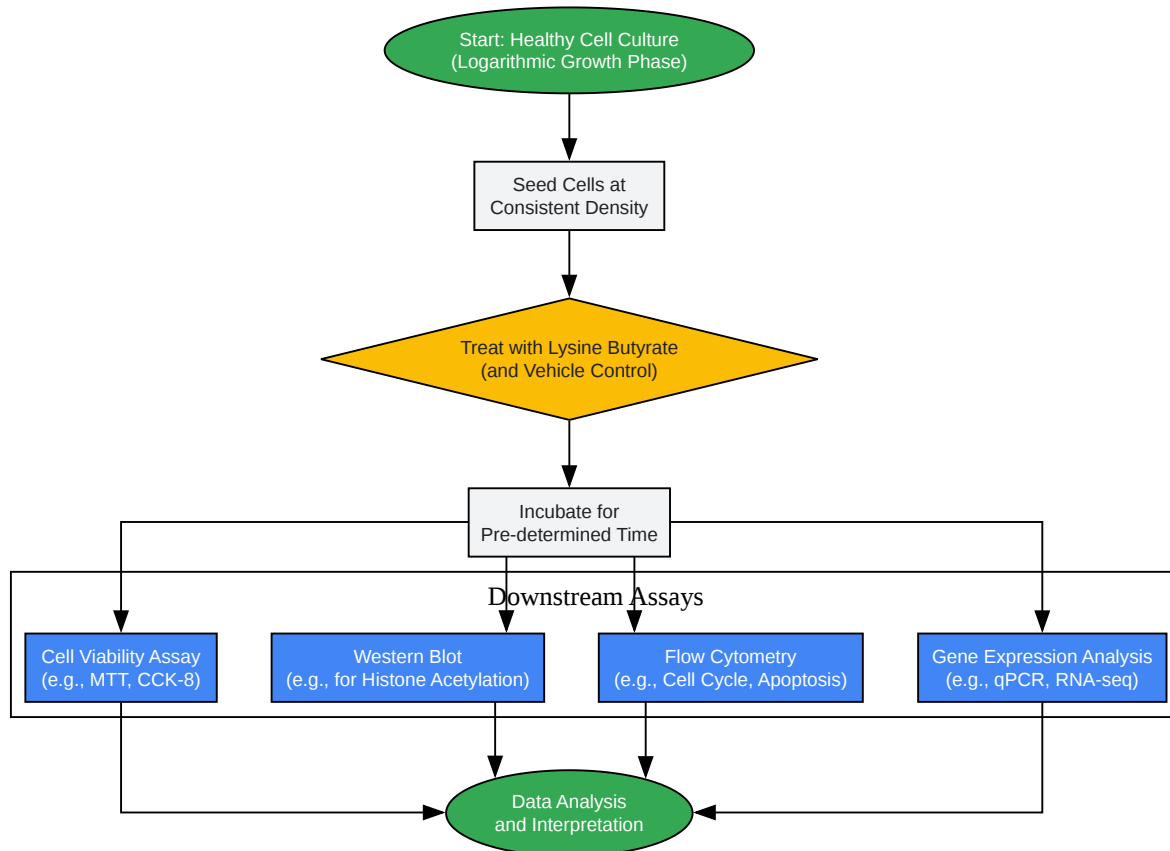 Start: Healthy Cell Culture
(Logarithmic Growth Phase)
Seed Cells at
Consistent Density
Treat with Lysine Butyrate
(and Vehicle Control)
Incubate for
Pre-determined Time
Downstream Assays
Cell Viability Assay
(e.g., MTT, CCK-8)
Western Blot
(e.g., for Histone Acetylation)
Flow Cytometry
(e.g., Cell Cycle, Apoptosis)
Gene Expression Analysis
(e.g., qPCR, RNA-seq)
Data Analysis
and Interpretation